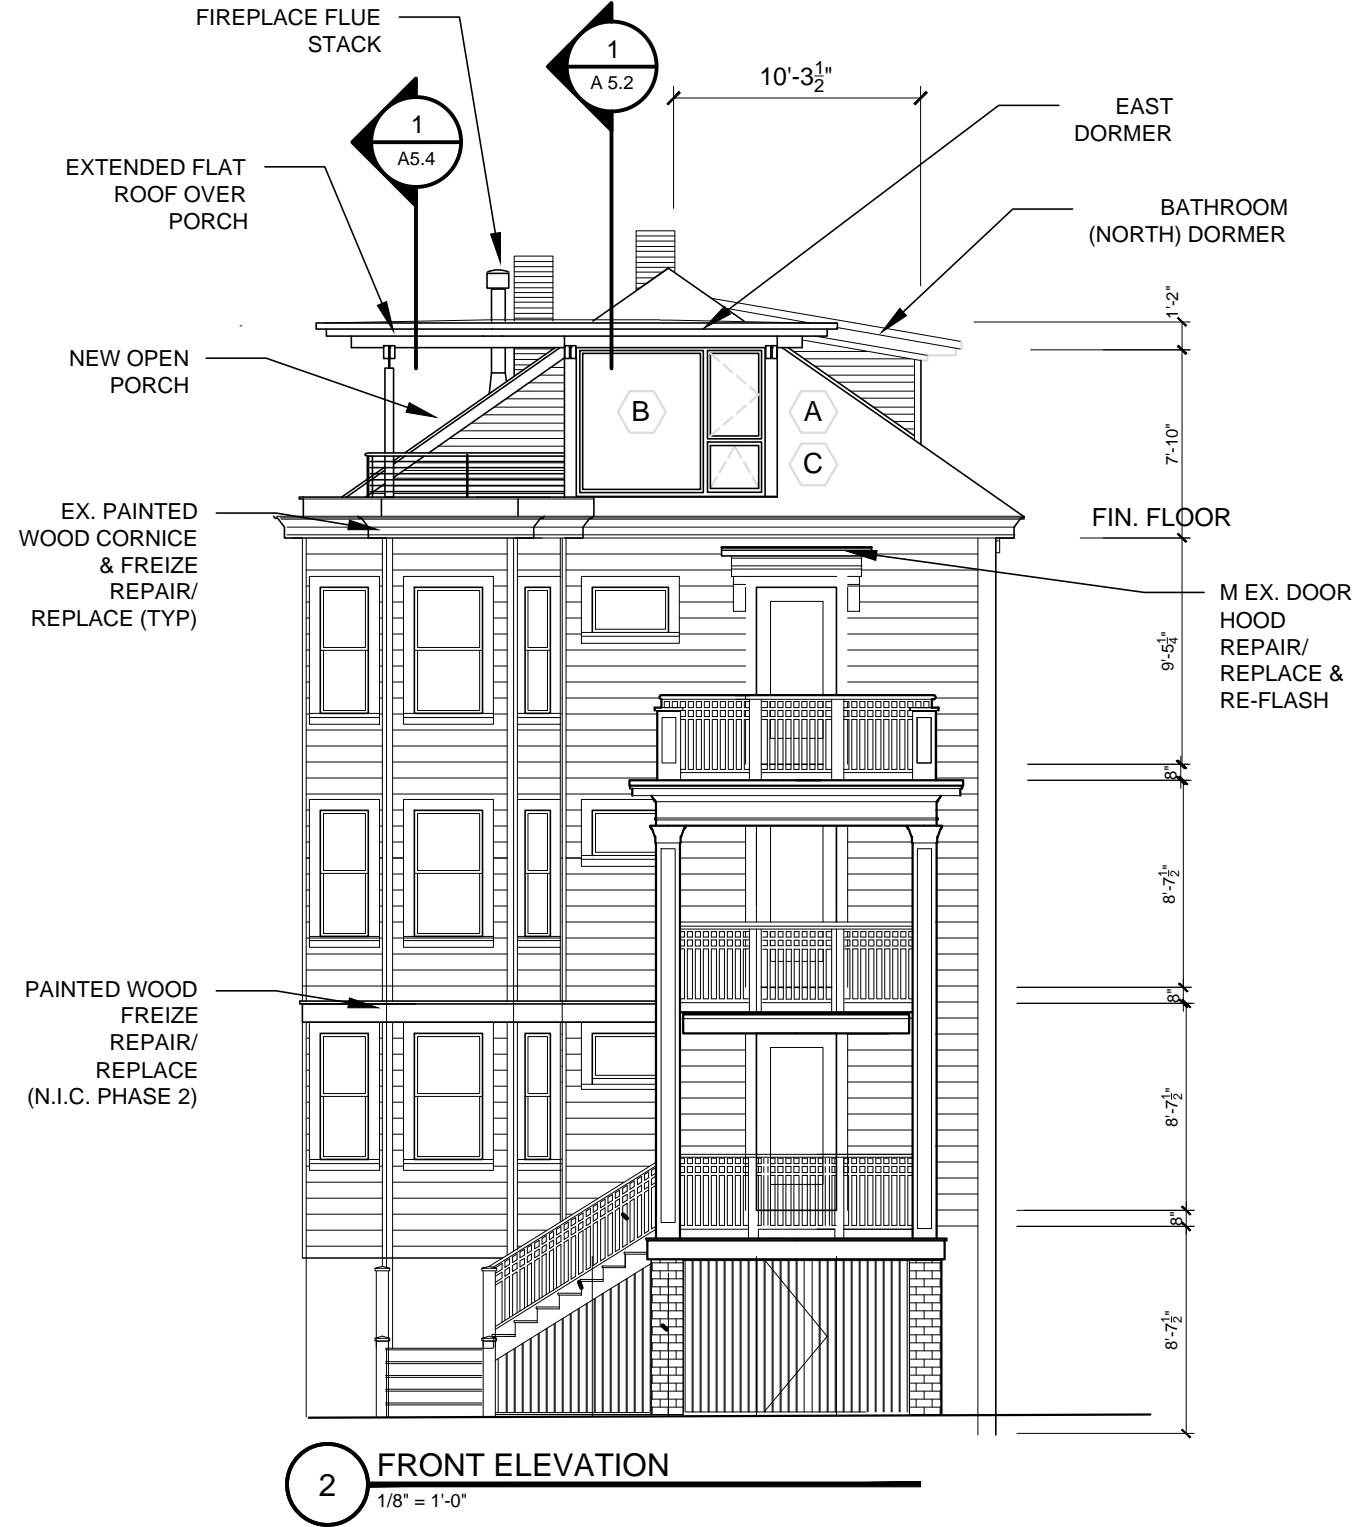 FIREPLACE FLUE
STACK
1
A 5.2
10'-3½"
1
A5.4
EAST
DORMER
EXTENDED FLAT
ROOF OVER
PORCH
BATHROOM
(NORTH) DORMER
1'-2"
NEW OPEN
PORCH
B
A
C
7'-10"
EX. PAINTED
WOOD CORNICE
& FREIZE
REPAIR/
REPLACE (TYP)
FIN. FLOOR
M EX. DOOR
HOOD
REPAIR/
REPLACE &
RE-FLASH
9'-5¼"
8"
8'-7½"
8"
PAINTED WOOD
FREIZE
REPAIR/
REPLACE
(N.I.C. PHASE 2)
8'-7½"
8"
8'-7½"
2
FRONT ELEVATION
1/8" = 1'-0"